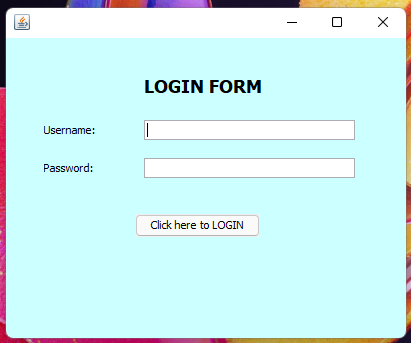 LOGIN FORM
Username:
Password:
Click here to LOGIN